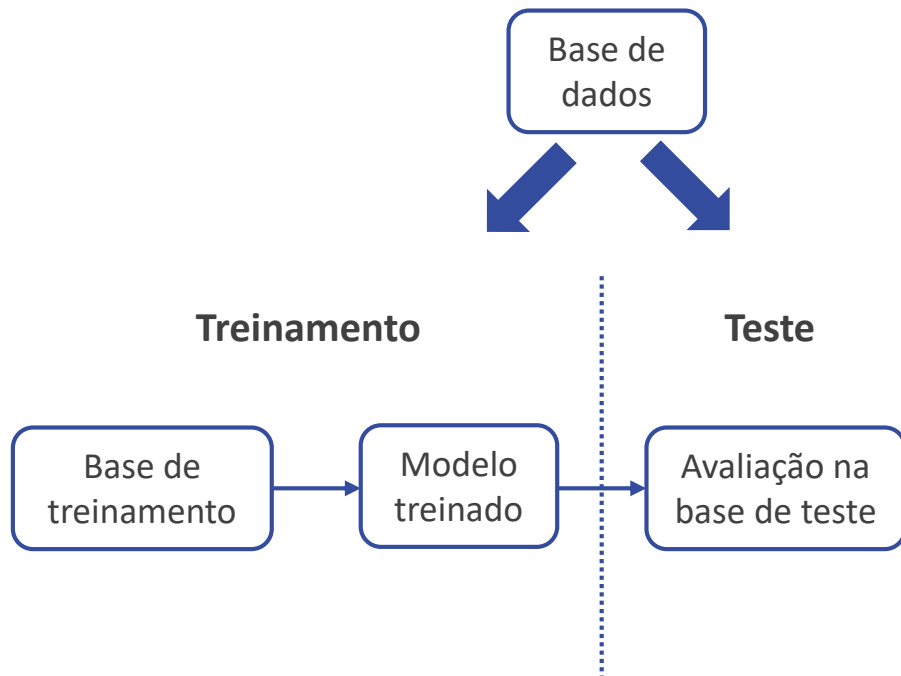 Base de
dados
Treinamento
Teste
Base de
treinamento
Modelo
treinado
Avaliação na
base de teste